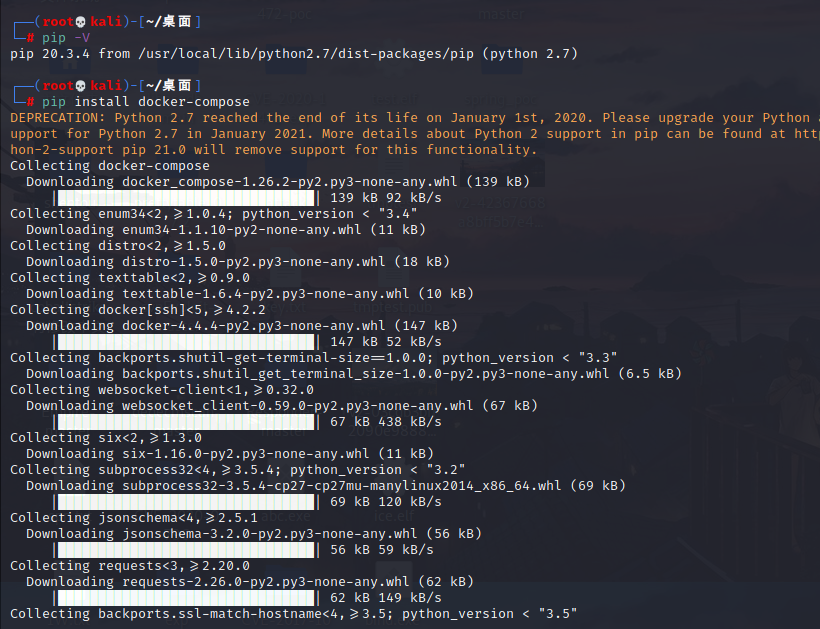 ┌──(root💀kali)-[~/桌面]
└─# pip -V
pip 20.3.4 from /usr/local/lib/python2.7/dist-packages/pip (python 2.7)
┌──(root💀kali)-[~/桌面]
└─# pip install docker-compose
DEPRECATION: Python 2.7 reached the end of its life on January 1st, 2020. Please upgrade your Python
upport for Python 2.7 in January 2021. More details about Python 2 support in pip can be found at http
hon-2-support pip 21.0 will remove support for this functionality.
Collecting docker-compose
Downloading docker_compose-1.26.2-py2.py3-none-any.whl (139 kB)
139 kB 92 kB/s
Collecting enum34<2,>=1.0.4; python_version < "3.4"
Downloading enum34-1.1.10-py2-none-any.whl (11 kB)
Collecting distro<2,>=1.5.0
Downloading distro-1.5.0-py2.py3-none-any.whl (18 kB)
Collecting texttable<2,>=0.9.0
Downloading texttable-1.6.4-py2.py3-none-any.whl (10 kB)
Collecting docker[ssh]<5,>=4.2.2
Downloading docker-4.4.4-py2.py3-none-any.whl (147 kB)
147 kB 52 kB/s
Collecting backports.shutil-get-terminal-size==1.0.0; python_version < "3.3"
Downloading backports.shutil_get_terminal_size-1.0.0-py2.py3-none-any.whl (6.5 kB)
Collecting websocket-client<1,>=0.32.0
Downloading websocket_client-0.59.0-py2.py3-none-any.whl (67 kB)
67 kB 438 kB/s
Collecting six<2,>=1.3.0
Downloading six-1.16.0-py2.py3-none-any.whl (11 kB)
Collecting subprocess32<4,>=3.5.4; python_version < "3.2"
Downloading subprocess32-3.5.4-cp27-cp27mu-manylinux2014_x86_64.whl (69 kB)
69 kB 120 kB/s
Collecting jsonschema<4,>=2.5.1
Downloading jsonschema-3.2.0-py2.py3-none-any.whl (56 kB)
56 kB 59 kB/s
Collecting requests<3,>=2.20.0
Downloading requests-2.26.0-py2.py3-none-any.whl (62 kB)
62 kB 149 kB/s
Collecting backports.ssl-match-hostname<4,>=3.5; python_version < "3.5"